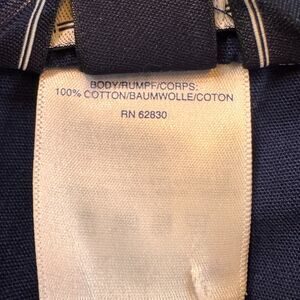 BODY/RUMPF/CORPS:
100% COTTON/BAUMWOLLE/COTON
RN 62830